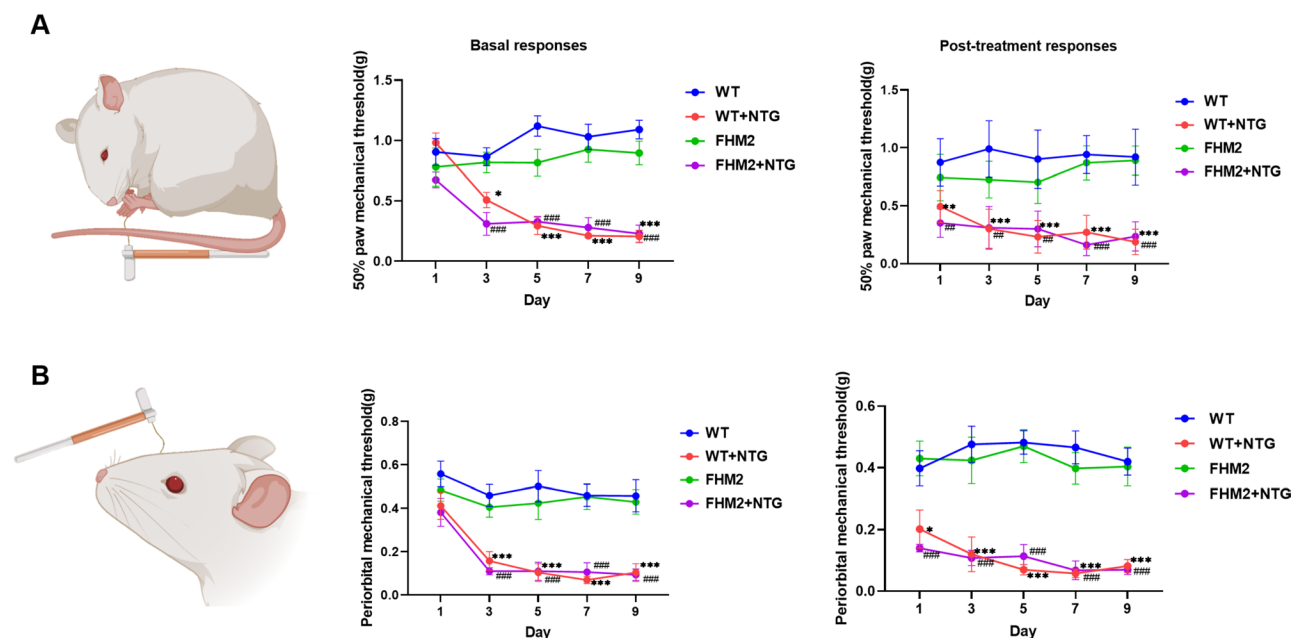 A
Basal responses
50% paw mechanical threshold(g)
1.5
1.0
0.5
0.0
1 3 5 7 9
Day
* ### ### *** ### *** *** ###
WT
WT+NTG
FHM2
FHM2+NTG
Post-treatment responses
50% paw mechanical threshold(g)
1.5
1.0
0.5
0.0
1 3 5 7 9
Day
** ## *** ## *** ## *** ### *** ###
WT
WT+NTG
FHM2
FHM2+NTG
B
Periorbital mechanical threshold(g)
0.8
0.6
0.4
0.2
0.0
1 3 5 7 9
Day
*** ### *** ### ### *** *** ###
WT
WT+NTG
FHM2
FHM2+NTG
Periorbital mechanical threshold(g)
0.6
0.4
0.2
0.0
1 3 5 7 9
Day
* ### *** ### ### *** *** ### *** ###
WT
WT+NTG
FHM2
FHM2+NTG